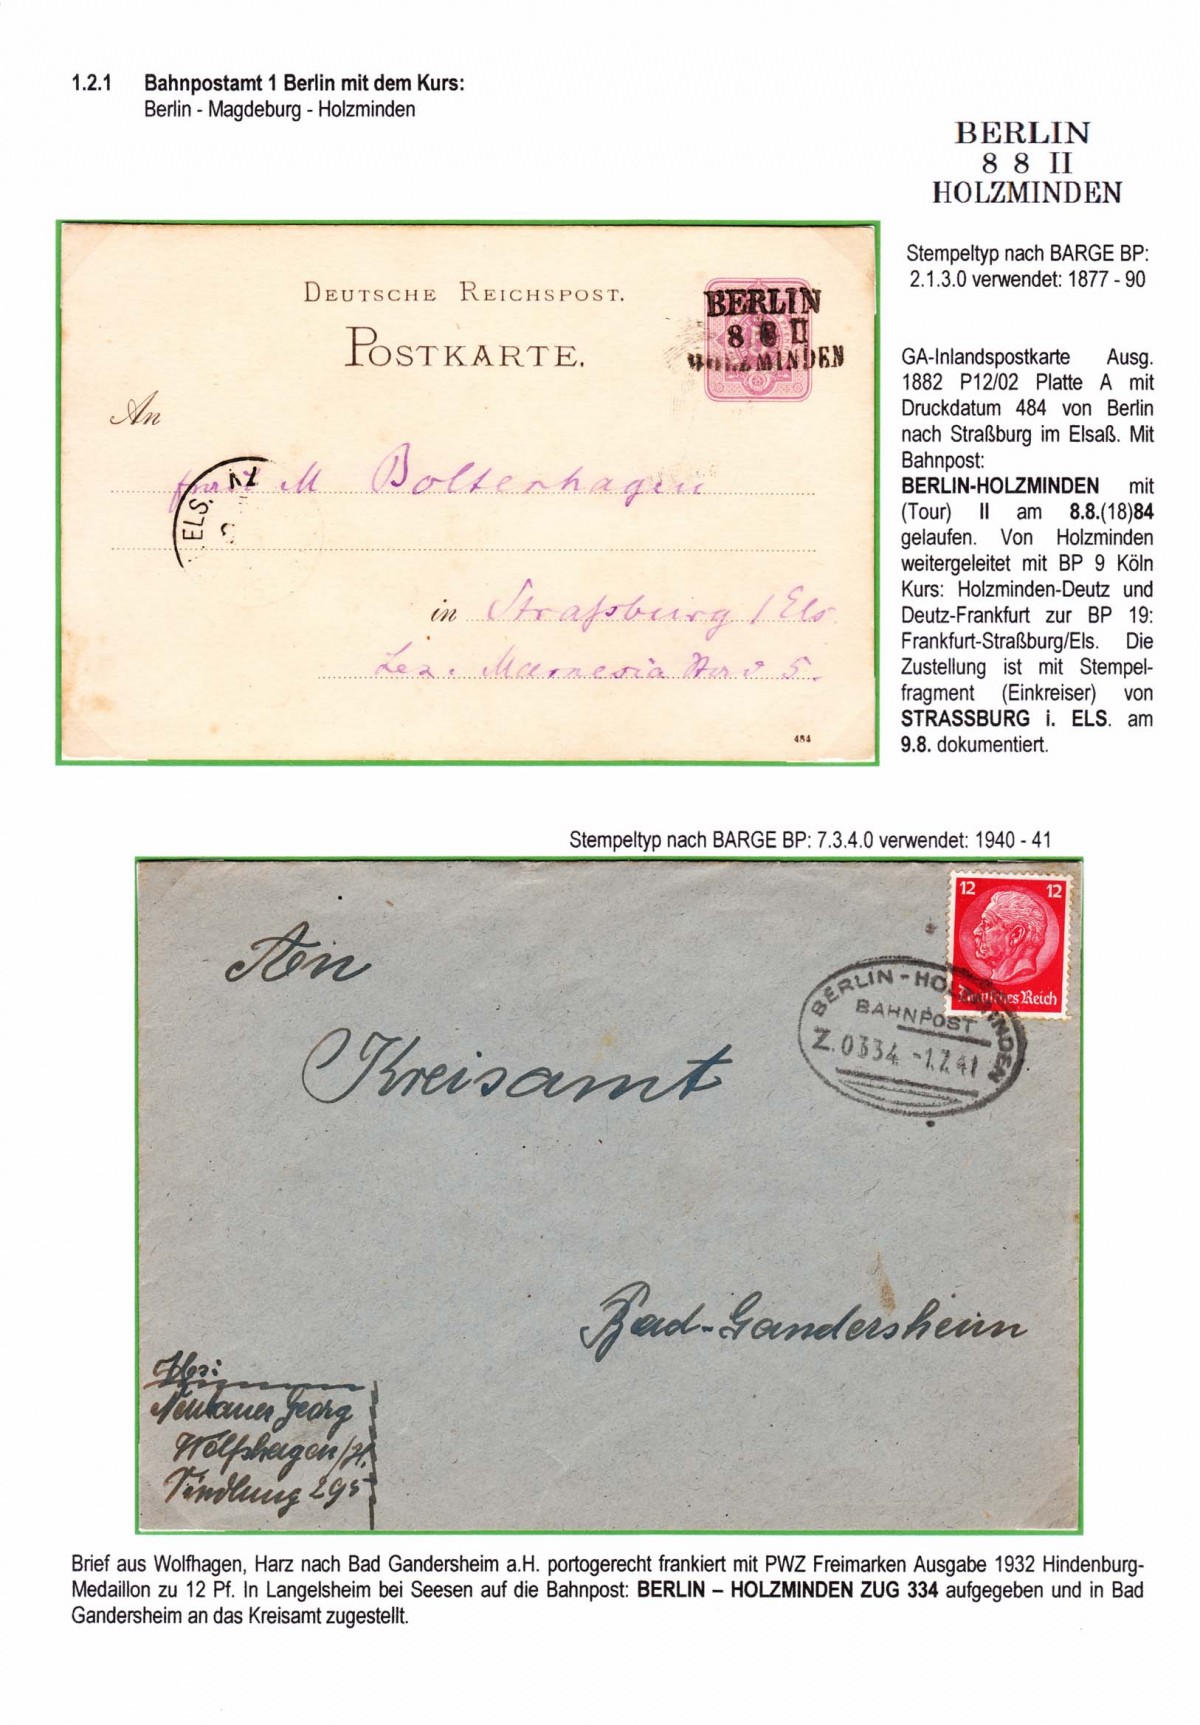 1.2.1 Bahnpostamt 1 Berlin mit dem Kurs:
Berlin - Magdeburg - Holzminden
BERLIN
8 8 II
HOLZMINDEN
Stempeltyp nach BARGE BP:
2.1.3.0 verwendet: 1877 - 90
DEUTSCHE REICHSPOST.
POSTKARTE.
BERLIN
8 8 II
HOLZMINDEN
An
M Bolterhagen
ELS.
in Straßburg / Els
5.
484
GA-Inlandspostkarte Ausg.
1882 P12/02 Platte A mit
Druckdatum 484 von Berlin
nach Straßburg im Elsaß. Mit
Bahnpost:
BERLIN-HOLZMINDEN mit
(Tour) II am 8.8.(18)84
gelaufen. Von Holzminden
weitergeleitet mit BP 9 Köln
Kurs: Holzminden-Deutz und
Deutz-Frankfurt zur BP 19:
Frankfurt-Straßburg/Els. Die
Zustellung ist mit Stempel-
fragment (Einkreiser) von
STRASSBURG i. ELS. am
9.8. dokumentiert.
Stempeltyp nach BARGE BP: 7.3.4.0 verwendet: 1940 - 41
12 12
Deutsches Reich
BERLIN-HOLZMINDEN
BAHNPOST
Z. 0334 -1.7.41
An
Kreisamt
Bad-Gandersheim
Abs:
Neubauer Georg
Wolfshagen/H.
Siedlung 295
Brief aus Wolfhagen, Harz nach Bad Gandersheim a.H. portogerecht frankiert mit PWZ Freimarken Ausgabe 1932 Hindenburg-
Medaillon zu 12 Pf. In Langelsheim bei Seesen auf die Bahnpost: BERLIN – HOLZMINDEN ZUG 334 aufgegeben und in Bad
Gandersheim an das Kreisamt zugestellt.